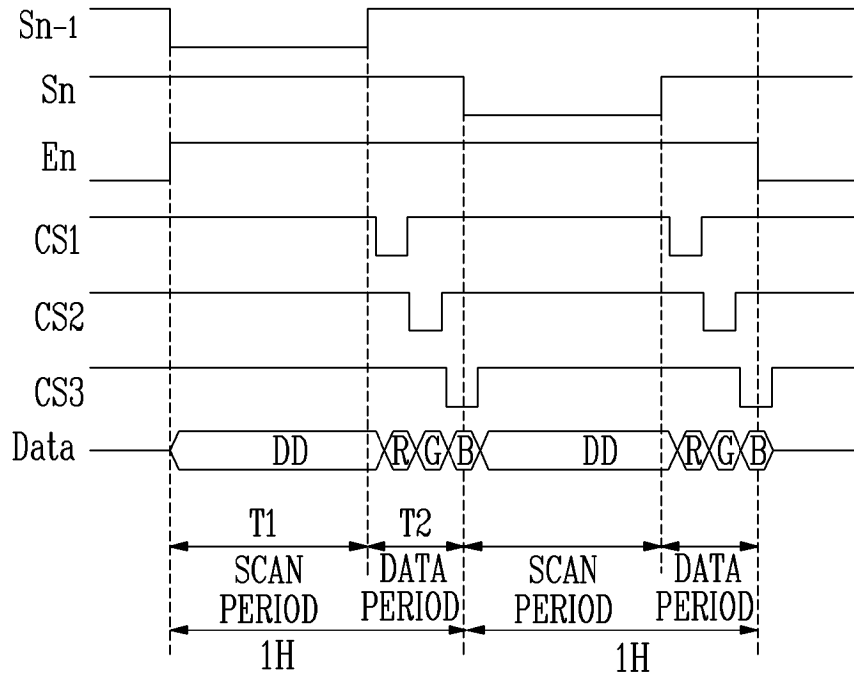 Sn-1
Sn
En
CS1
CS2
CS3
Data DD R G B DD R G B
T1 T2
SCAN PERIOD DATA PERIOD SCAN PERIOD DATA PERIOD
1H 1H